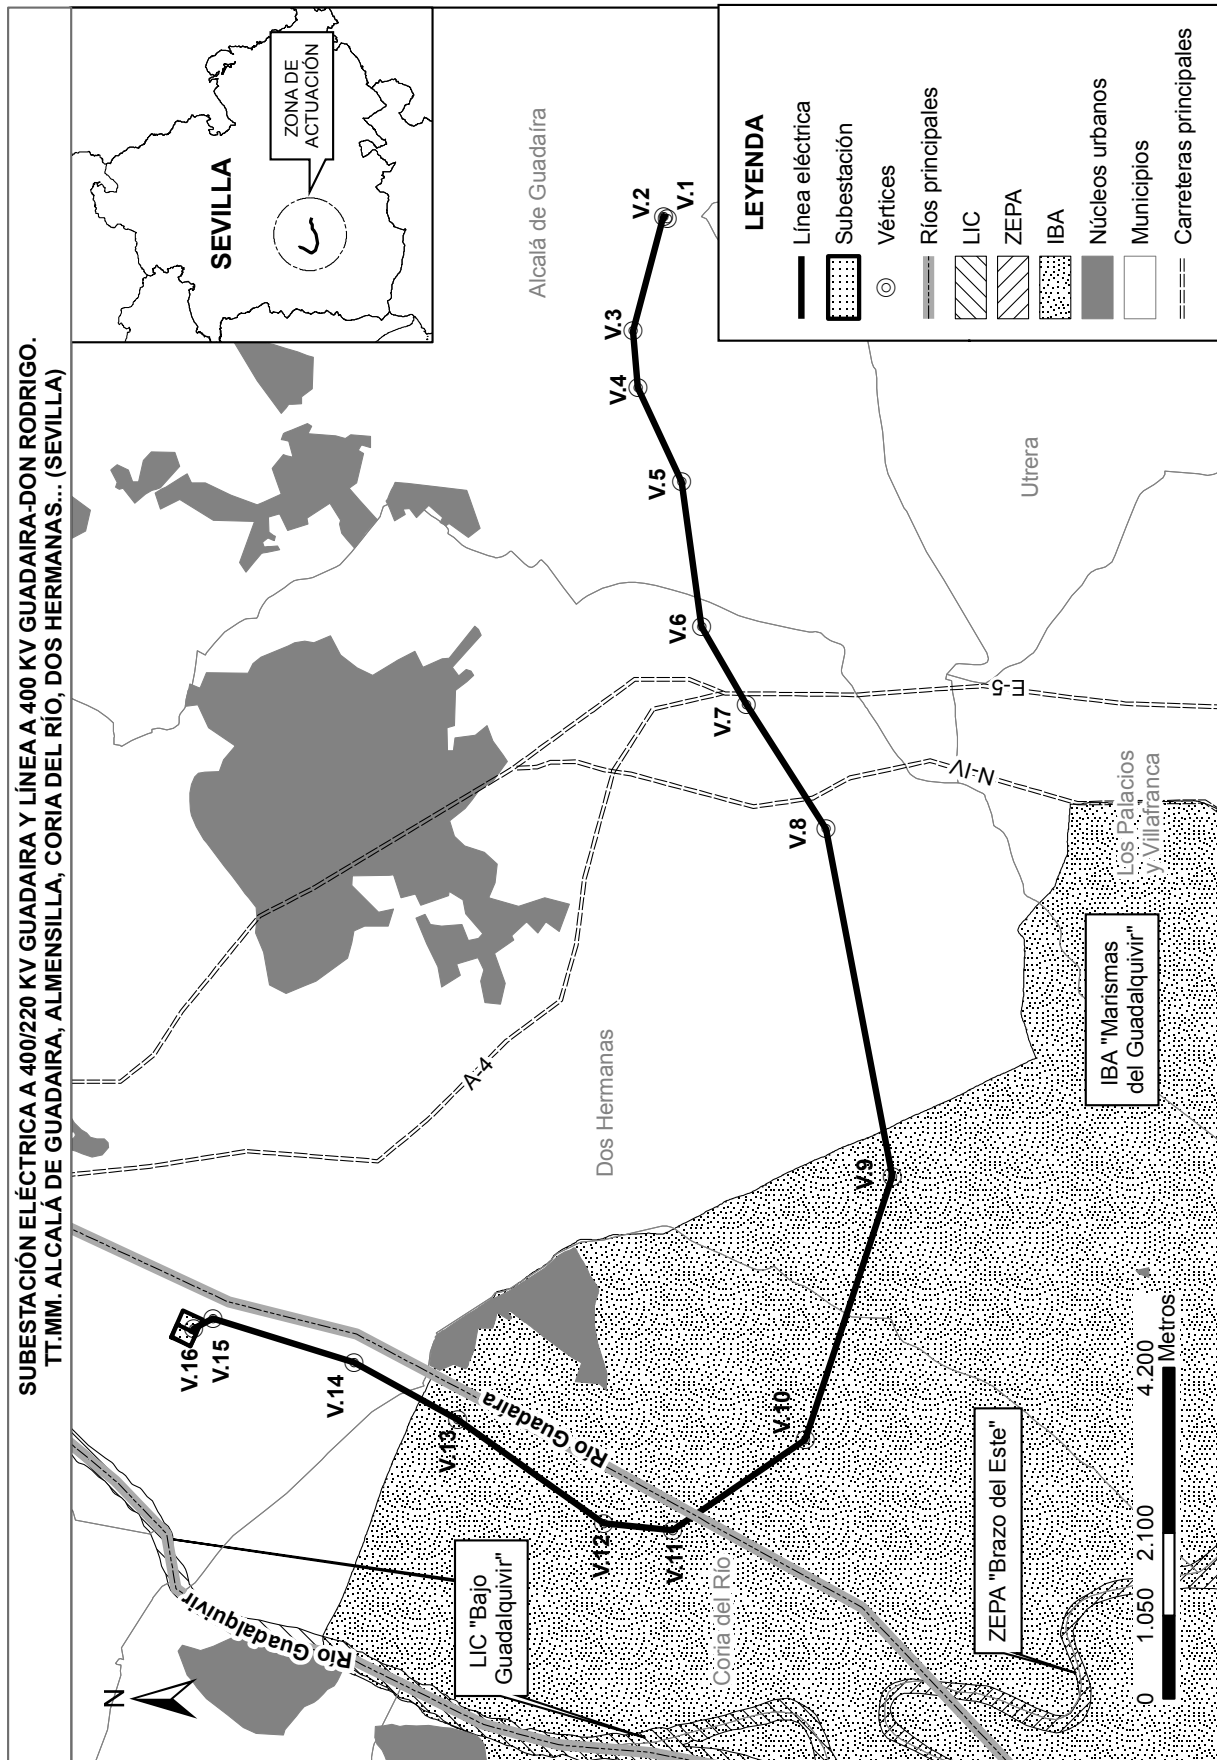 SUBESTACIÓN ELÉCTRICA A 400/220 KV GUADAIRA Y LÍNEA A 400 KV GUADAIRA-DON RODRIGO.
TT.MM. ALCALÁ DE GUADAIRA, ALMENSILLA, CORIA DEL RÍO, DOS HERMANAS... (SEVILLA)
N
SEVILLA
ZONA DE
ACTUACIÓN
Río Guadalquivir
Río Guadalquivir
V.16
V.15
V.14
V.13
V.12
V.11
V.10
V.9
V.8
V.7
V.6
V.5
V.4
V.3
V.2
V.1
Río Guadaira
A-4
N-IV
E-5
Alcalá de Guadaíra
Dos Hermanas
Utrera
Coria del Río
Los Palacios
y Villafranca
LIC "Bajo
Guadalquivir"
ZEPA "Brazo del Este"
IBA "Marismas
del Guadalquivir"
0
1.050
2.100
4.200
Metros
LEYENDA
Línea eléctrica
Subestación
Vértices
Ríos principales
LIC
ZEPA
IBA
Núcleos urbanos
Municipios
Carreteras principales